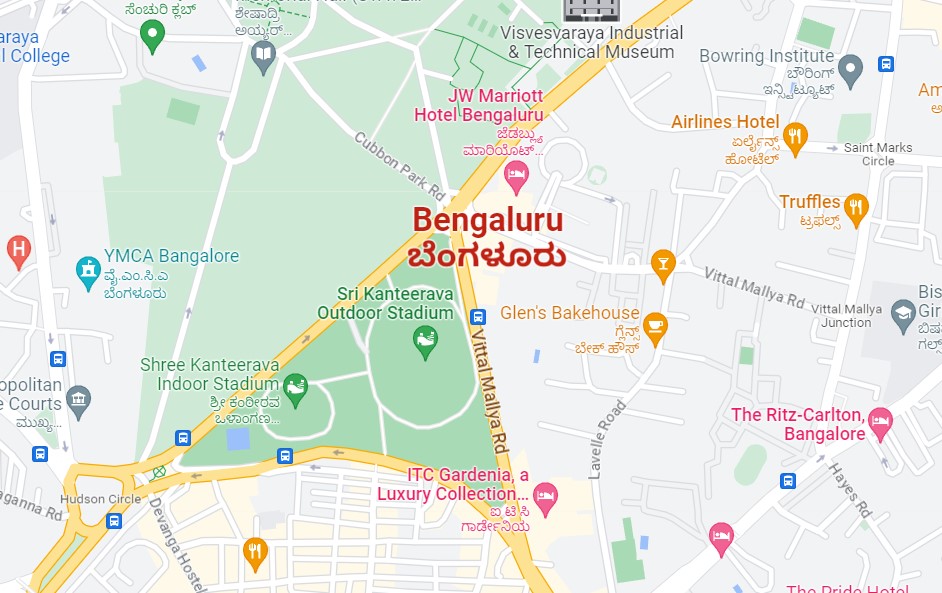 ಸೆಂಚುರಿ ಕ್ಲಬ್
ಶೇಷಾದ್ರಿ
ಅಯ್ಯರ್...
araya
l College
Visvesvaraya Industrial
& Technical Museum
Bowring Institute
ಬೌರಿಂಗ್
ಇನ್ಸ್ಟಿಟ್ಯೂಟ್
JW Marriott
Hotel Bengaluru
ಜೆಡಬ್ಲ್ಯು
ಮಾರಿಯೊಟ್...
Airlines Hotel
ಏರ್ಲೈನ್ಸ್
ಹೋಟೆಲ್
Am
Saint Marks
Circle
Cubbon Park Rd
Truffles
ಟ್ರಫಲ್ಸ್
Bengaluru
ಬೆಂಗಳೂರು
H
YMCA Bangalore
ವೈ.ಎಂ.ಸಿ.ಎ
ಬೆಂಗಳೂರು
Vittal Mallya Rd
Sri Kanteerava
Outdoor Stadium
Glen's Bakehouse
ಗ್ಲೆನ್ಸ್
ಬೇಕ್ ಹೌಸ್
Vittal Mallya
Junction
Bis
Gir
ಬಿಷ
ಗರ್ಲ್ಸ್
Vittal Mallya Rd
Shree Kanteerava
Indoor Stadium
ಶ್ರೀ ಕಂಠೀರವ
ಒಳಾಂಗಣ...
opolitan
e Courts
ಮುಖ್ಯ...
The Ritz-Carlton,
Bangalore
Lavelle Road
ITC Gardenia, a
Luxury Collection...
ಐ ಟಿ ಸಿ
ಗಾರ್ಡೇನಿಯ
Hayes Rd
Hudson Circle
aganna Rd
Devanga Hostel
The Pride Hotel